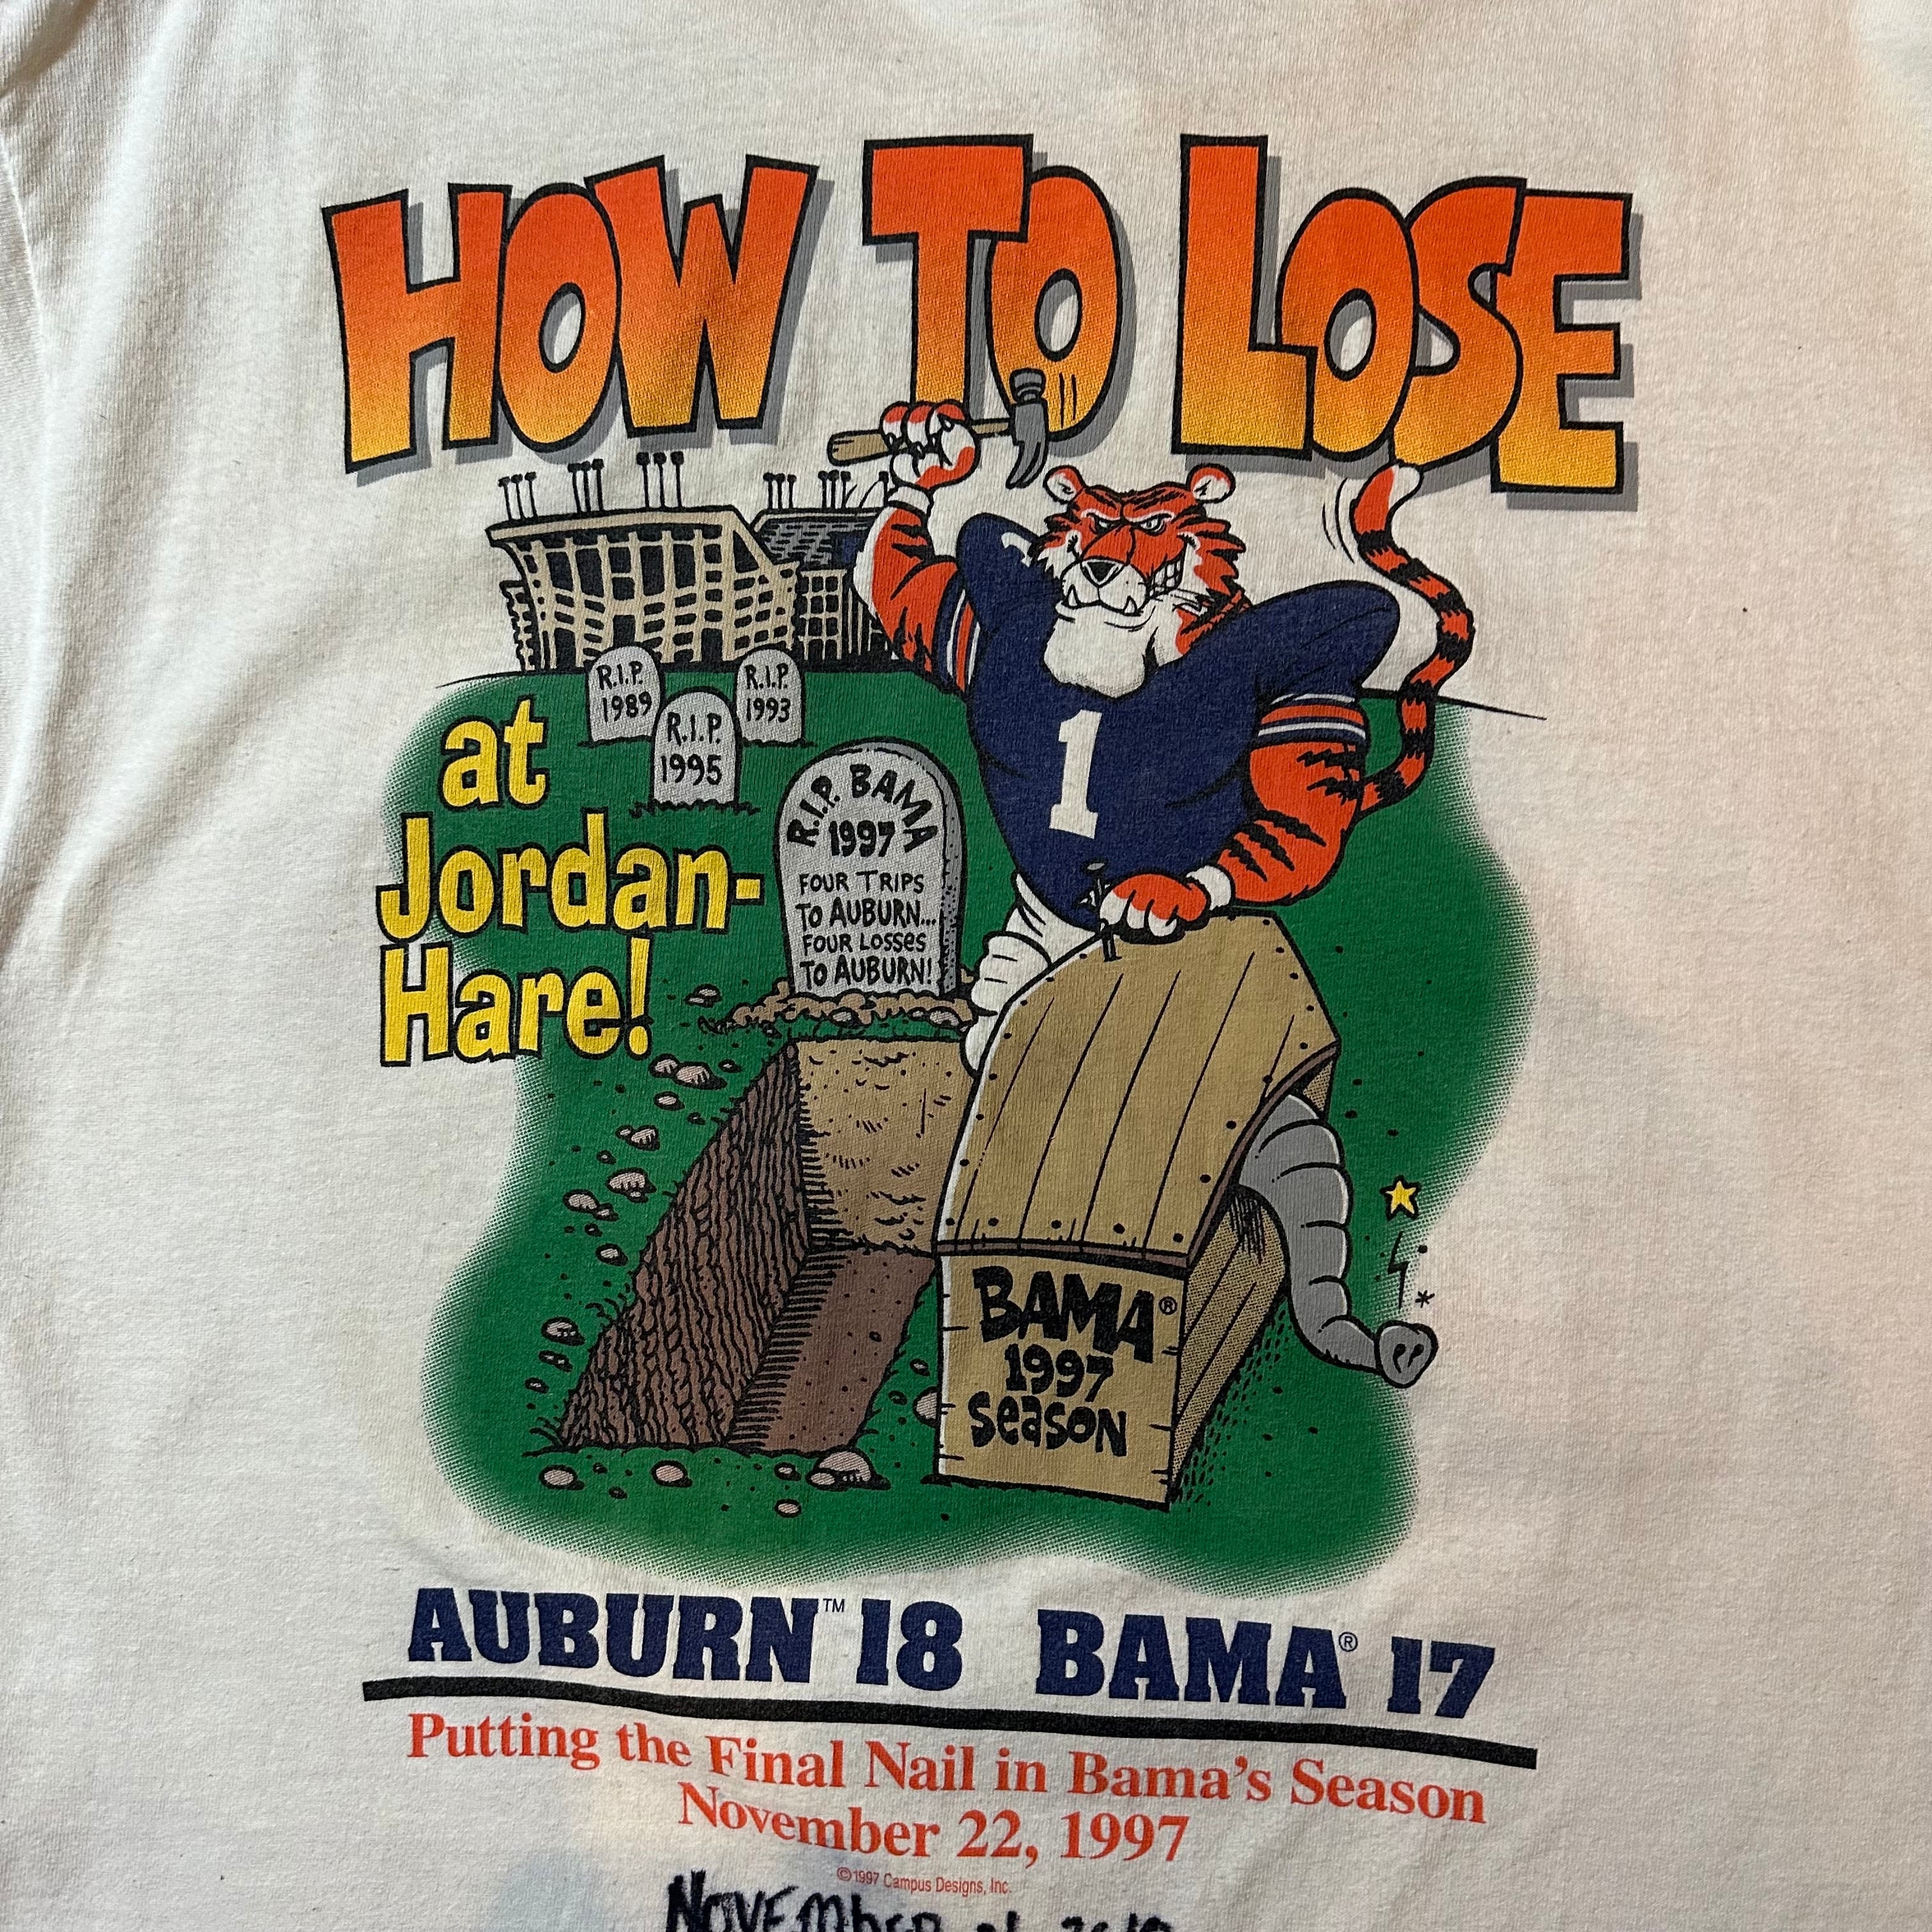 HOW TO LOSE
at
Jordan-
Hare!
R.I.P.
1989
R.I.P.
1995
R.I.P.
1993
R.I.P. BAMA
1997
FOUR TRIPS
TO AUBURN...
FOUR LOSSES
TO AUBURN!
1
BAMA®
1997
SEASON
AUBURN™ 18 BAMA® 17
Putting the Final Nail in Bama's Season
November 22, 1997
©1997 Campus Designs, Inc.
NOVEMBER